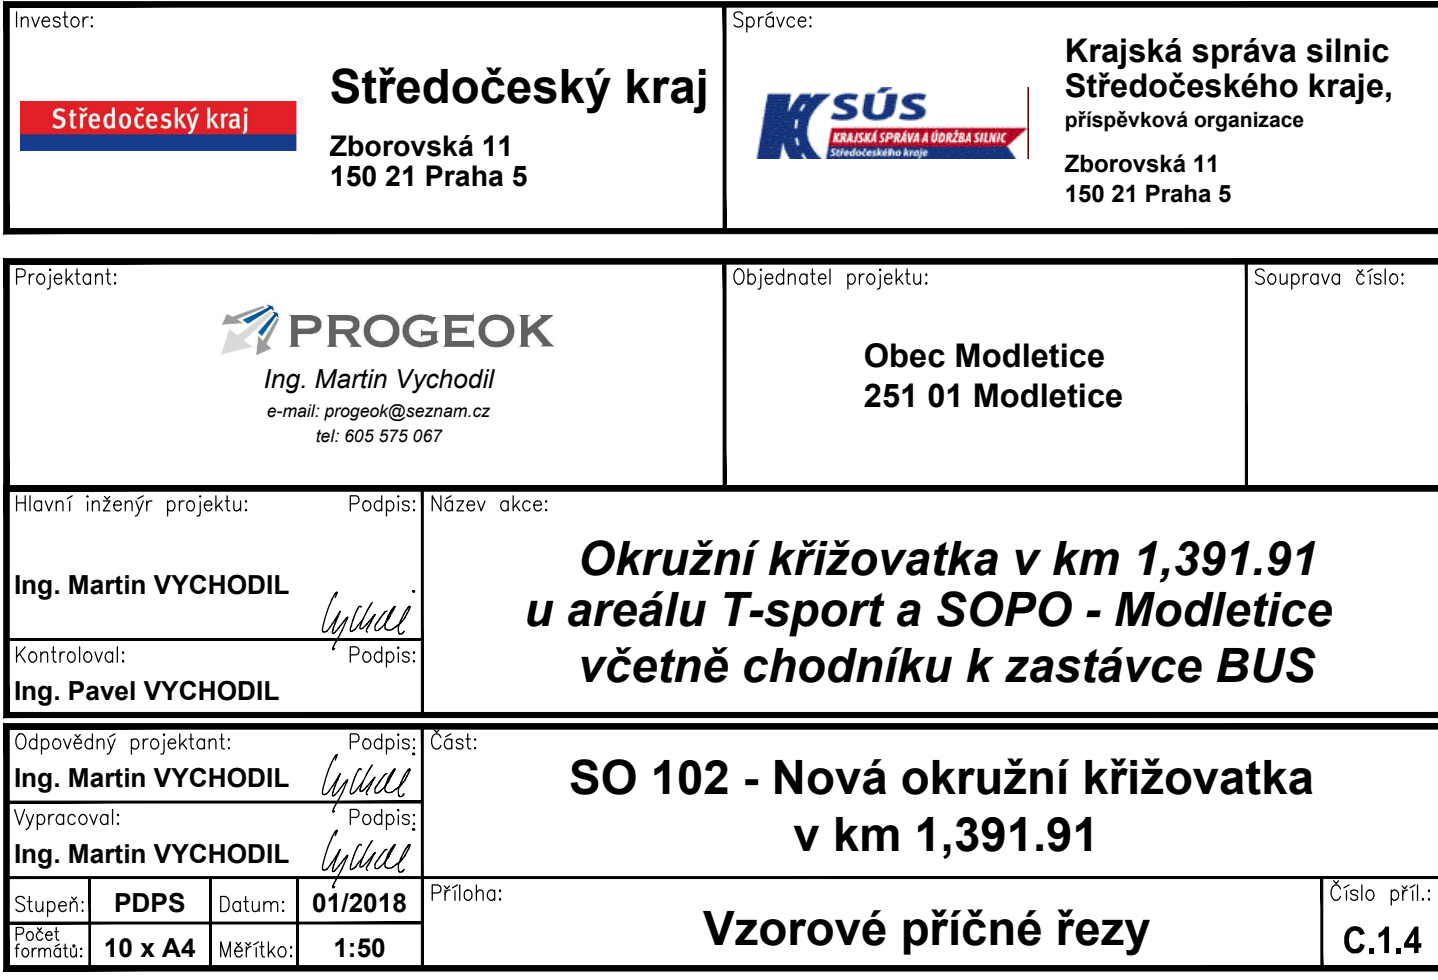 Investor:
Středočeský kraj
Středočeský kraj
Zborovská 11
150 21 Praha 5
Správce:
KSÚS
KRAJSKÁ SPRÁVA A ÚDRŽBA SILNIC
Středočeského kraje
Krajská správa silnic
Středočeského kraje,
příspěvková organizace
Zborovská 11
150 21 Praha 5
Projektant:
PROGEOK
Ing. Martin Vychodil
e-mail: progeok@seznam.cz
tel: 605 575 067
Objednatel projektu:
Obec Modletice
251 01 Modletice
Souprava číslo:
Hlavní inženýr projektu: Podpis:
Ing. Martin VYCHODIL
Kontroloval: Podpis:
Ing. Pavel VYCHODIL
Název akce:
Okružní křižovatka v km 1,391.91
u areálu T-sport a SOPO - Modletice
včetně chodníku k zastávce BUS
Odpovědný projektant: Podpis:
Ing. Martin VYCHODIL
Vypracoval: Podpis:
Ing. Martin VYCHODIL
Část:
SO 102 - Nová okružní křižovatka
v km 1,391.91
Stupeň: PDPS Datum: 01/2018
Počet
formátů: 10 x A4 Měřítko: 1:50
Příloha:
Vzorové příčné řezy
Číslo příl.:
C.1.4